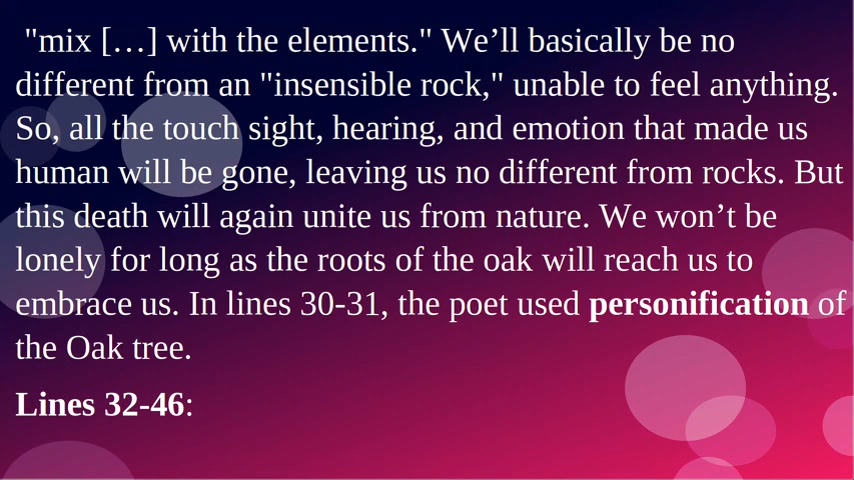 "mix […] with the elements." We’ll basically be no
different from an "insensible rock," unable to feel anything.
So, all the touch sight, hearing, and emotion that made us
human will be gone, leaving us no different from rocks. But
this death will again unite us from nature. We won’t be
lonely for long as the roots of the oak will reach us to
embrace us. In lines 30-31, the poet used personification of
the Oak tree.
Lines 32-46: